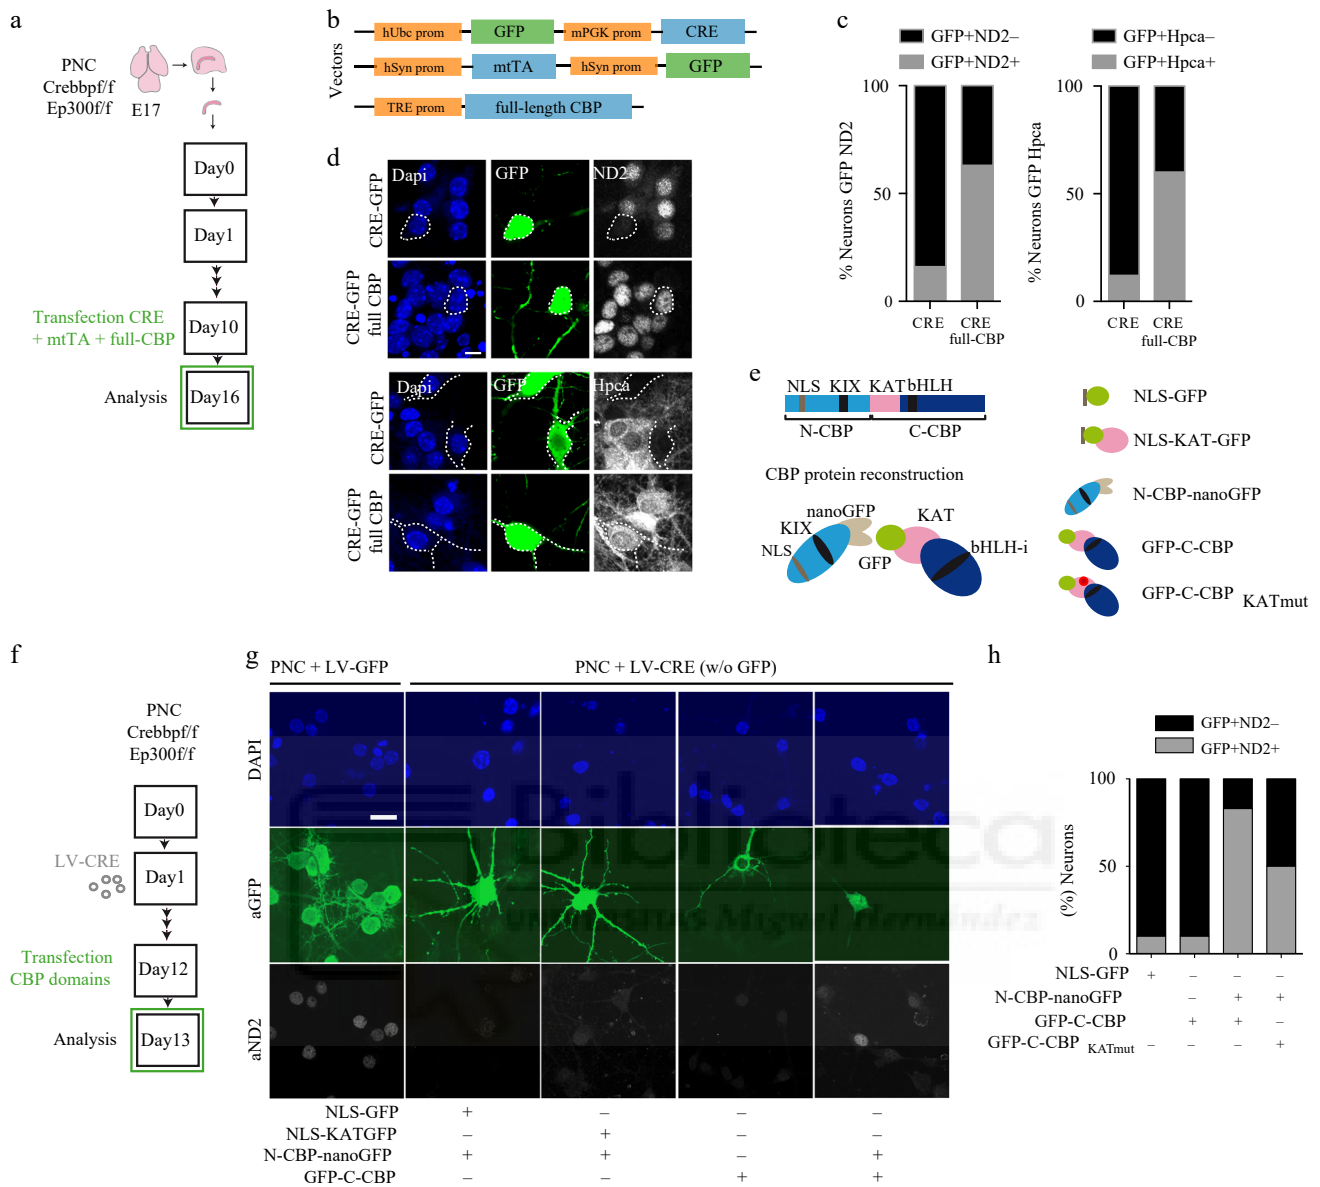 a
PNC
Crebbpf/f
Ep300f/f
E17
Day0
Day1
Transfection CRE
+ mtTA + full-CBP
Day10
Analysis
Day16
b
Vectors
hUbc prom GFP mPGK prom CRE
hSyn prom mtTA hSyn prom GFP
TRE prom full-length CBP
c
GFP+ND2–
GFP+ND2+
% Neurons GFP ND2
100
50
0
CRE
CRE
full-CBP
GFP+Hpca–
GFP+Hpca+
% Neurons GFP Hpca
100
50
0
CRE
CRE
full-CBP
d
Dapi GFP ND2
CRE-GFP
CRE-GFP
full CBP
Dapi GFP Hpca
CRE-GFP
CRE-GFP
full CBP
e
NLS KIX KAT bHLH
N-CBP C-CBP
CBP protein reconstruction
nanoGFP
KIX
NLS
KAT
GFP
bHLH-i
NLS-GFP
NLS-KAT-GFP
N-CBP-nanoGFP
GFP-C-CBP
GFP-C-CBP KATmut
f
PNC
Crebbpf/f
Ep300f/f
Day0
LV-CRE
Day1
Transfection
CBP domains
Day12
Analysis
Day13
g
PNC + LV-GFP PNC + LV-CRE (w/o GFP)
DAPI
aGFP
aND2
Biblioteca
UNIVERSITAS Miguel Hernández
NLS-GFP + – – –
NLS-KATGFP – + – –
N-CBP-nanoGFP + + – +
GFP-C-CBP – – + +
h
GFP+ND2–
GFP+ND2+
(%) Neurons
100
50
0
NLS-GFP + – – –
N-CBP-nanoGFP – + +
GFP-C-CBP + + –
GFP-C-CBP KATmut – – – +